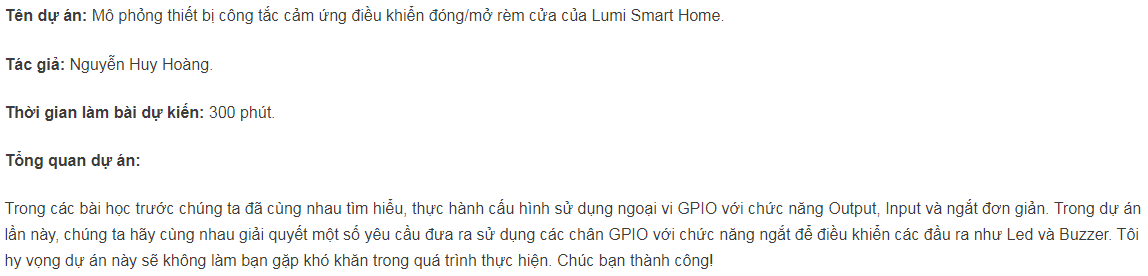 Tên dự án: Mô phỏng thiết bị công tắc cảm ứng điều khiển đóng/mở rèm cửa của Lumi Smart Home.
Tác giả: Nguyễn Huy Hoàng.
Thời gian làm bài dự kiến: 300 phút.
Tổng quan dự án:
Trong các bài học trước chúng ta đã cùng nhau tìm hiểu, thực hành cấu hình sử dụng ngoại vi GPIO với chức năng Output, Input và ngắt đơn giản. Trong dự án
lần này, chúng ta hãy cùng nhau giải quyết một số yêu cầu đưa ra sử dụng các chân GPIO với chức năng ngắt để điều khiển các đầu ra như Led và Buzzer. Tôi
hy vọng dự án này sẽ không làm bạn gặp khó khăn trong quá trình thực hiện. Chúc bạn thành công!